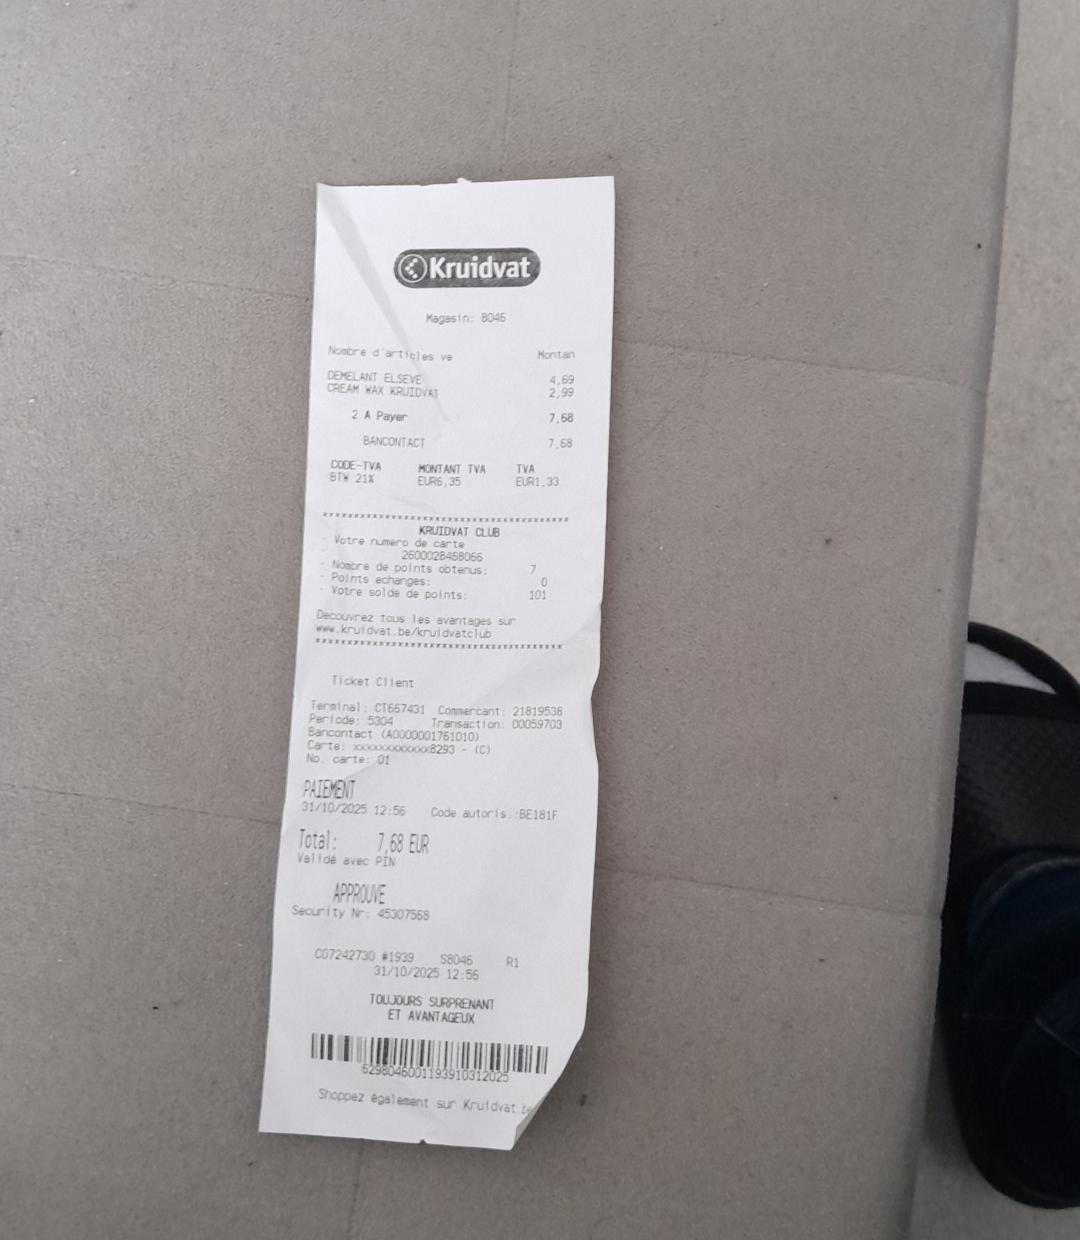 Kruidvat
Magasin: 8046
Nombre d'articles ve Montan
DEMELANT ELSEVE 4,69
CREAM WAX KRUIDVAT 2,99
2 A Payer 7,68
BANCONTACT 7,68
CODE-TVA MONTANT TVA TVA
BTW 21% EUR6,35 EUR1,33
KRUIDVAT CLUB
· Votre numero de carte
2600028468066
· Nombre de points obtenus: 7
· Points echanges: 0
· Votre solde de points: 101
Decouvrez tous les avantages sur
www.kruidvat.be/kruidvatclub
Ticket Client
Terminal: CT667431 Commercant: 21819538
Periode: 5304 Transaction: 00059703
Bancontact (A0000001761010)
Carte: xxxxxxxxxxxx8293 - (C)
No. carte: 01
PAIEMENT
31/10/2025 12:56 Code autoris.:BE181F
Total: 7,68 EUR
Validé avec PIN
APPROUVE
Security Nr: 45307568
C07242730 #1939 S8046 R1
31/10/2025 12:56
TOUJOURS SURPRENANT
ET AVANTAGEUX
6298046001193910312025
Shoppez également sur Kruidvat.be